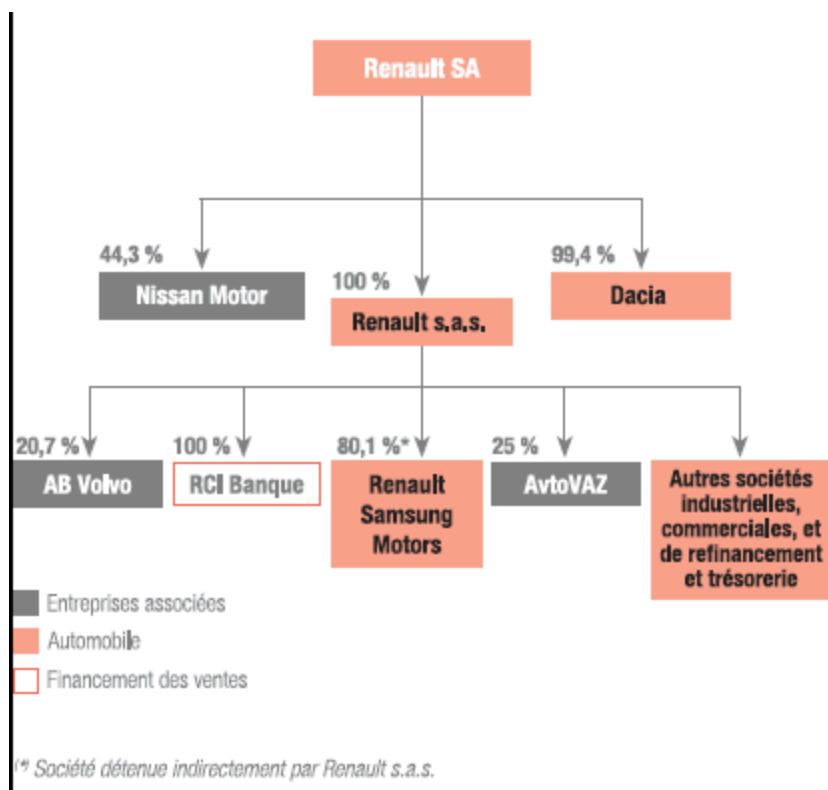 Renault SA
44,3 %
Nissan Motor
100 %
Renault s.a.s.
99,4 %
Dacia
20,7 %
AB Volvo
100 %
RCI Banque
80,1 %*
Renault
Samsung
Motors
25 %
AvtoVAZ
Autres sociétés
industrielles,
commerciales, et
de refinancement
et trésorerie
Entreprises associées
Automobile
Financement des ventes
(*) Société détenue indirectement par Renault s.a.s.